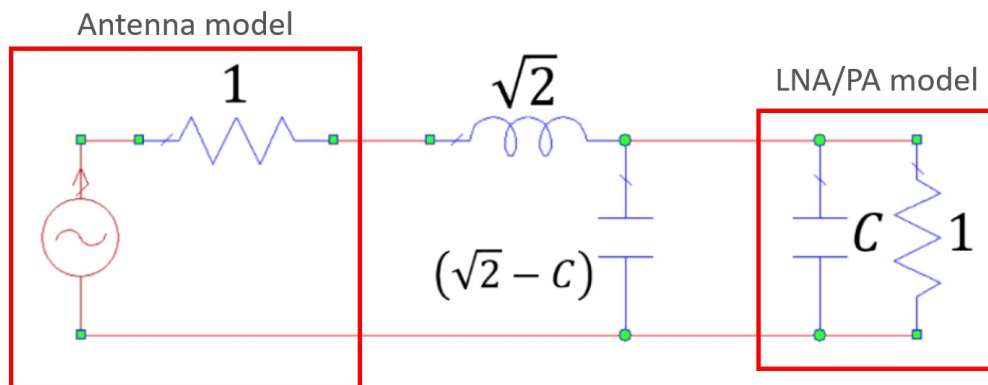 Antenna model
1
√2
LNA/PA model
(√2 − C)
C
1